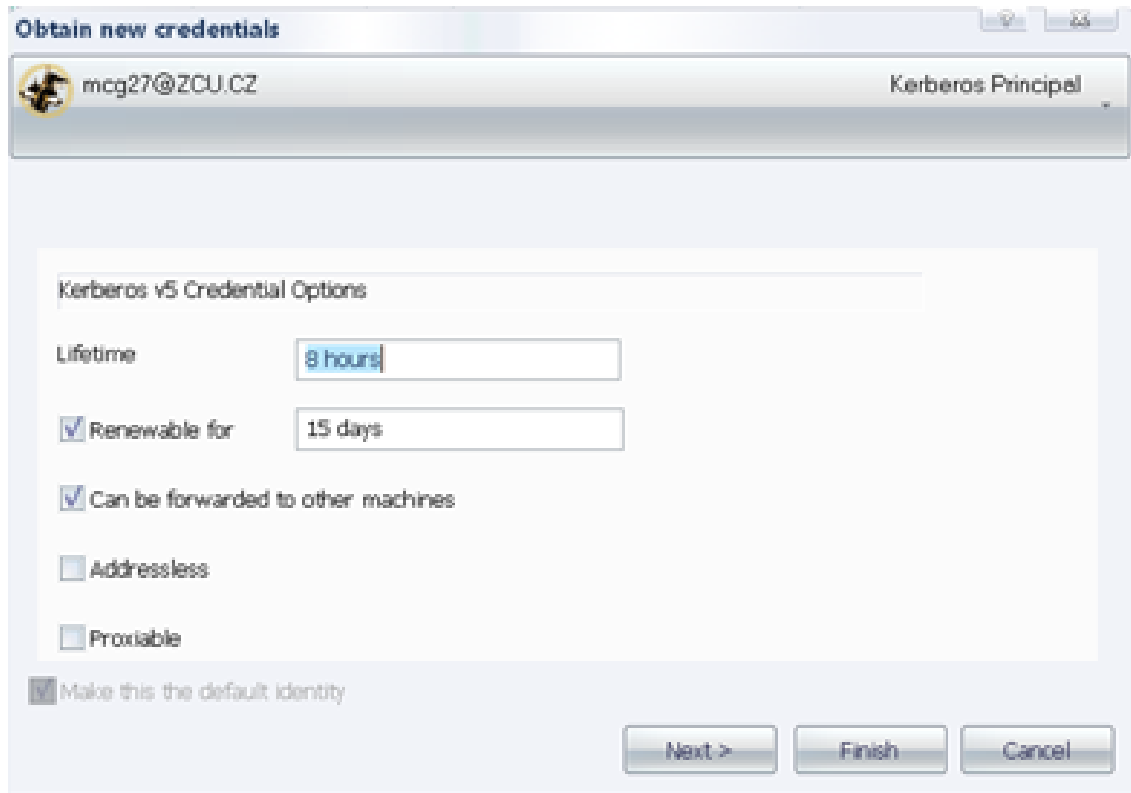 Obtain new credentials
mcg27@ZCU.CZ Kerberos Principal
Kerberos v5 Credential Options
Lifetime 8 hours
Renewable for 15 days
Can be forwarded to other machines
Addressless
Proxiable
Make this the default identity
Next > Finish Cancel